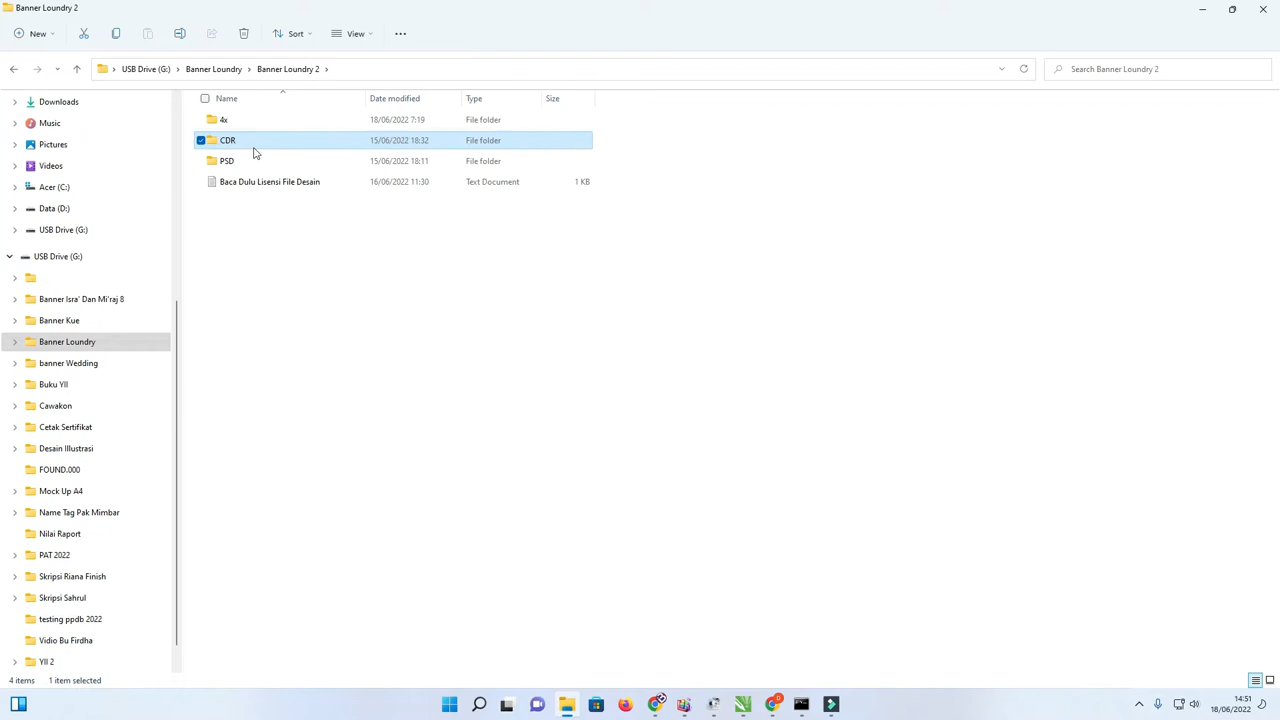 Banner Loundry 2
New
Sort
View
USB Drive (G:)
Banner Loundry
Banner Loundry 2
Search Banner Loundry 2
Name
Date modified
Type
Size
4x
18/06/2022 7:19
File folder
CDR
15/06/2022 18:32
File folder
PSD
15/06/2022 18:11
File folder
Baca Dulu Lisensi File Desain
16/06/2022 11:30
Text Document
1 KB
Downloads
Music
Pictures
Videos
Acer (C:)
Data (D:)
USB Drive (G:)
USB Drive (G:)
Banner Isra' Dan Mi'raj 8
Banner Kue
Banner Loundry
banner Wedding
Buku YII
Cawakon
Cetak Sertifikat
Desain Illustrasi
FOUND.000
Mock Up A4
Name Tag Pak Mimbar
Nilai Raport
PAT 2022
Skripsi Riana Finish
Skripsi Sahrul
testing ppdb 2022
Vidio Bu Firdha
YII 2
4 items
1 item selected
14:53
18/06/2022